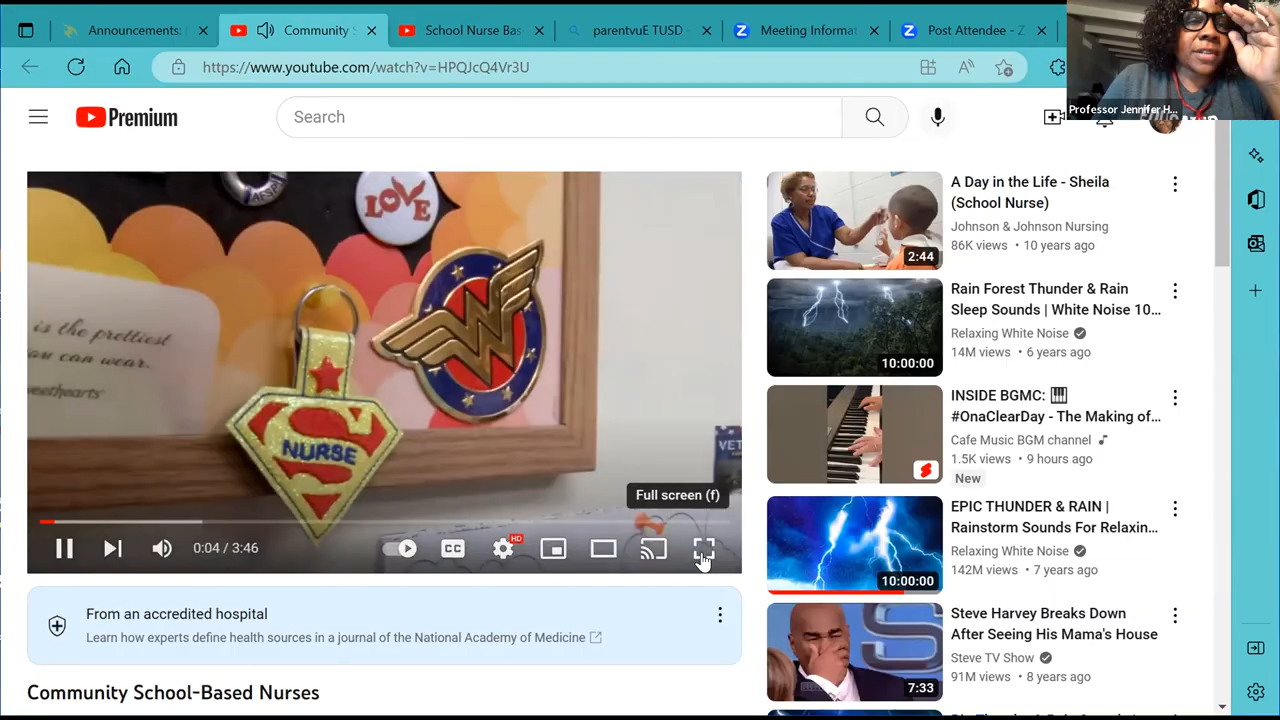 Announcements:
Community S
School Nurse Bas
parentvuE TUSD -
Meeting Informat
Post Attendee - Z
https://www.youtube.com/watch?v=HPQJcQ4Vr3U
Professor Jennifer H...
Premium
Search
LOVE
is the prettiest
you can wear.
W
S
NURSE
VET
Full screen (f)
0:04 / 3:46
CC
HD
From an accredited hospital
Learn how experts define health sources in a journal of the National Academy of Medicine
Community School-Based Nurses
2:44
A Day in the Life - Sheila
(School Nurse)
Johnson & Johnson Nursing
86K views • 10 years ago
10:00:00
Rain Forest Thunder & Rain
Sleep Sounds | White Noise 10...
Relaxing White Noise
14M views • 6 years ago
INSIDE BGMC: 🎹
#OnaClearDay - The Making of...
Cafe Music BGM channel
1.5K views • 9 hours ago
New
10:00:00
EPIC THUNDER & RAIN |
Rainstorm Sounds For Relaxin...
Relaxing White Noise
142M views • 7 years ago
7:33
Steve Harvey Breaks Down
After Seeing His Mama's House
Steve TV Show
91M views • 8 years ago